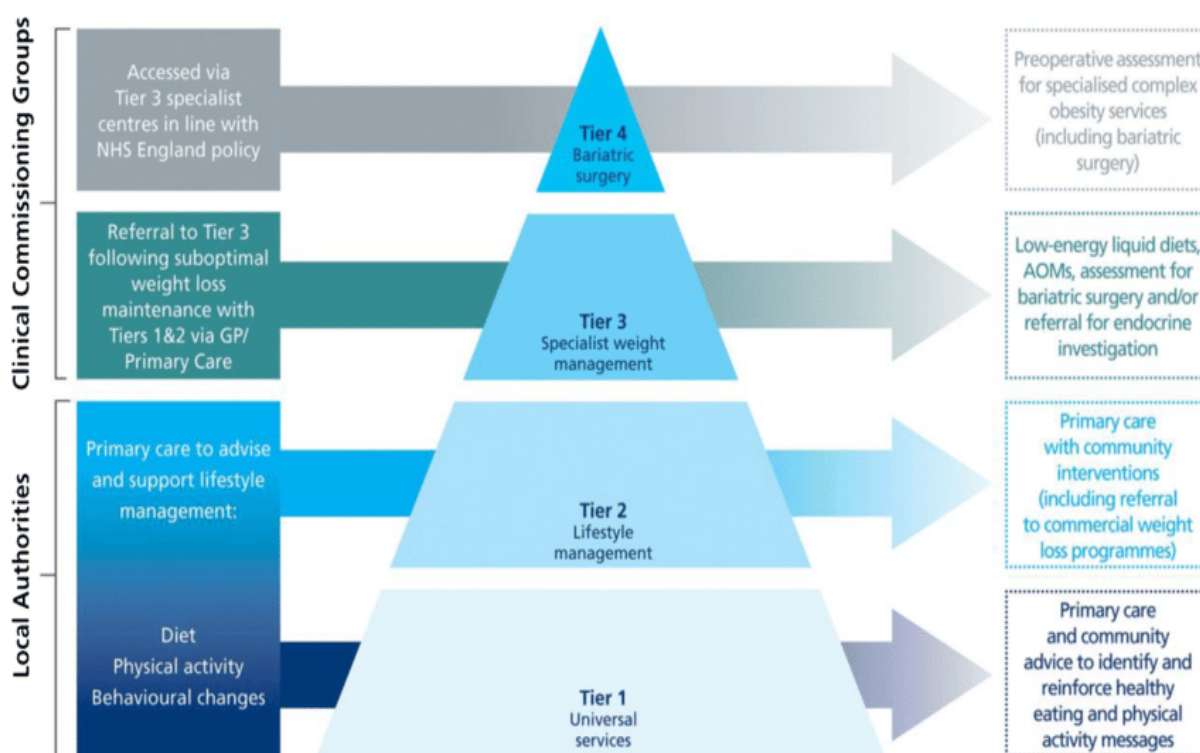 Clinical Commissioning Groups
Accessed via
Tier 3 specialist
centres in line with
NHS England policy
Tier 4
Bariatric
surgery
Preoperative assessment
for specialised complex
obesity services
(including bariatric
surgery)
Referral to Tier 3
following suboptimal
weight loss
maintenance with
Tiers 1&2 via GP/
Primary Care
Tier 3
Specialist weight
management
Low-energy liquid diets,
AOMs, assessment for
bariatric surgery and/or
referral for endocrine
investigation
Local Authorities
Primary care to advise
and support lifestyle
management:
Tier 2
Lifestyle
management
Primary care
with community
interventions
(including referral
to commercial weight
loss programmes)
Diet
Physical activity
Behavioural changes
Tier 1
Universal
services
Primary care
and community
advice to identify and
reinforce healthy
eating and physical
activity messages